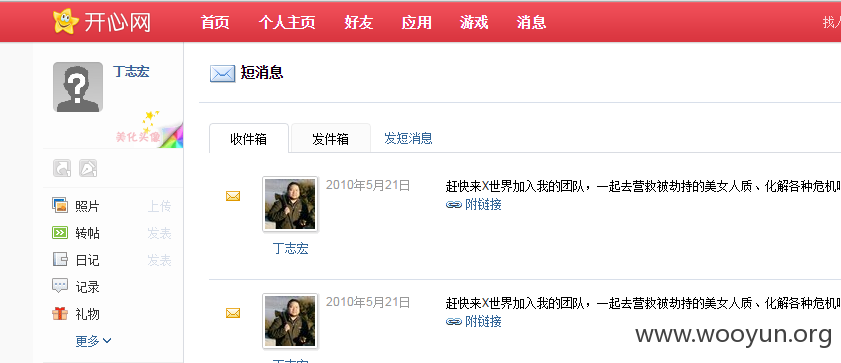 开心网 首页 个人主页 好友 应用 游戏 消息 找人
丁志宏
短消息
美化头像
收件箱 发件箱 发短消息
2010年5月21日 赶快来X世界加入我的团队，一起去营救被劫持的美女人质、化解各种危机
附链接
丁志宏
照片 上传
转帖 发表
日记 发表
记录
礼物
更多
2010年5月21日 赶快来X世界加入我的团队，一起去营救被劫持的美女人质、化解各种危机
附链接
www.wooyun.org
丁志宏